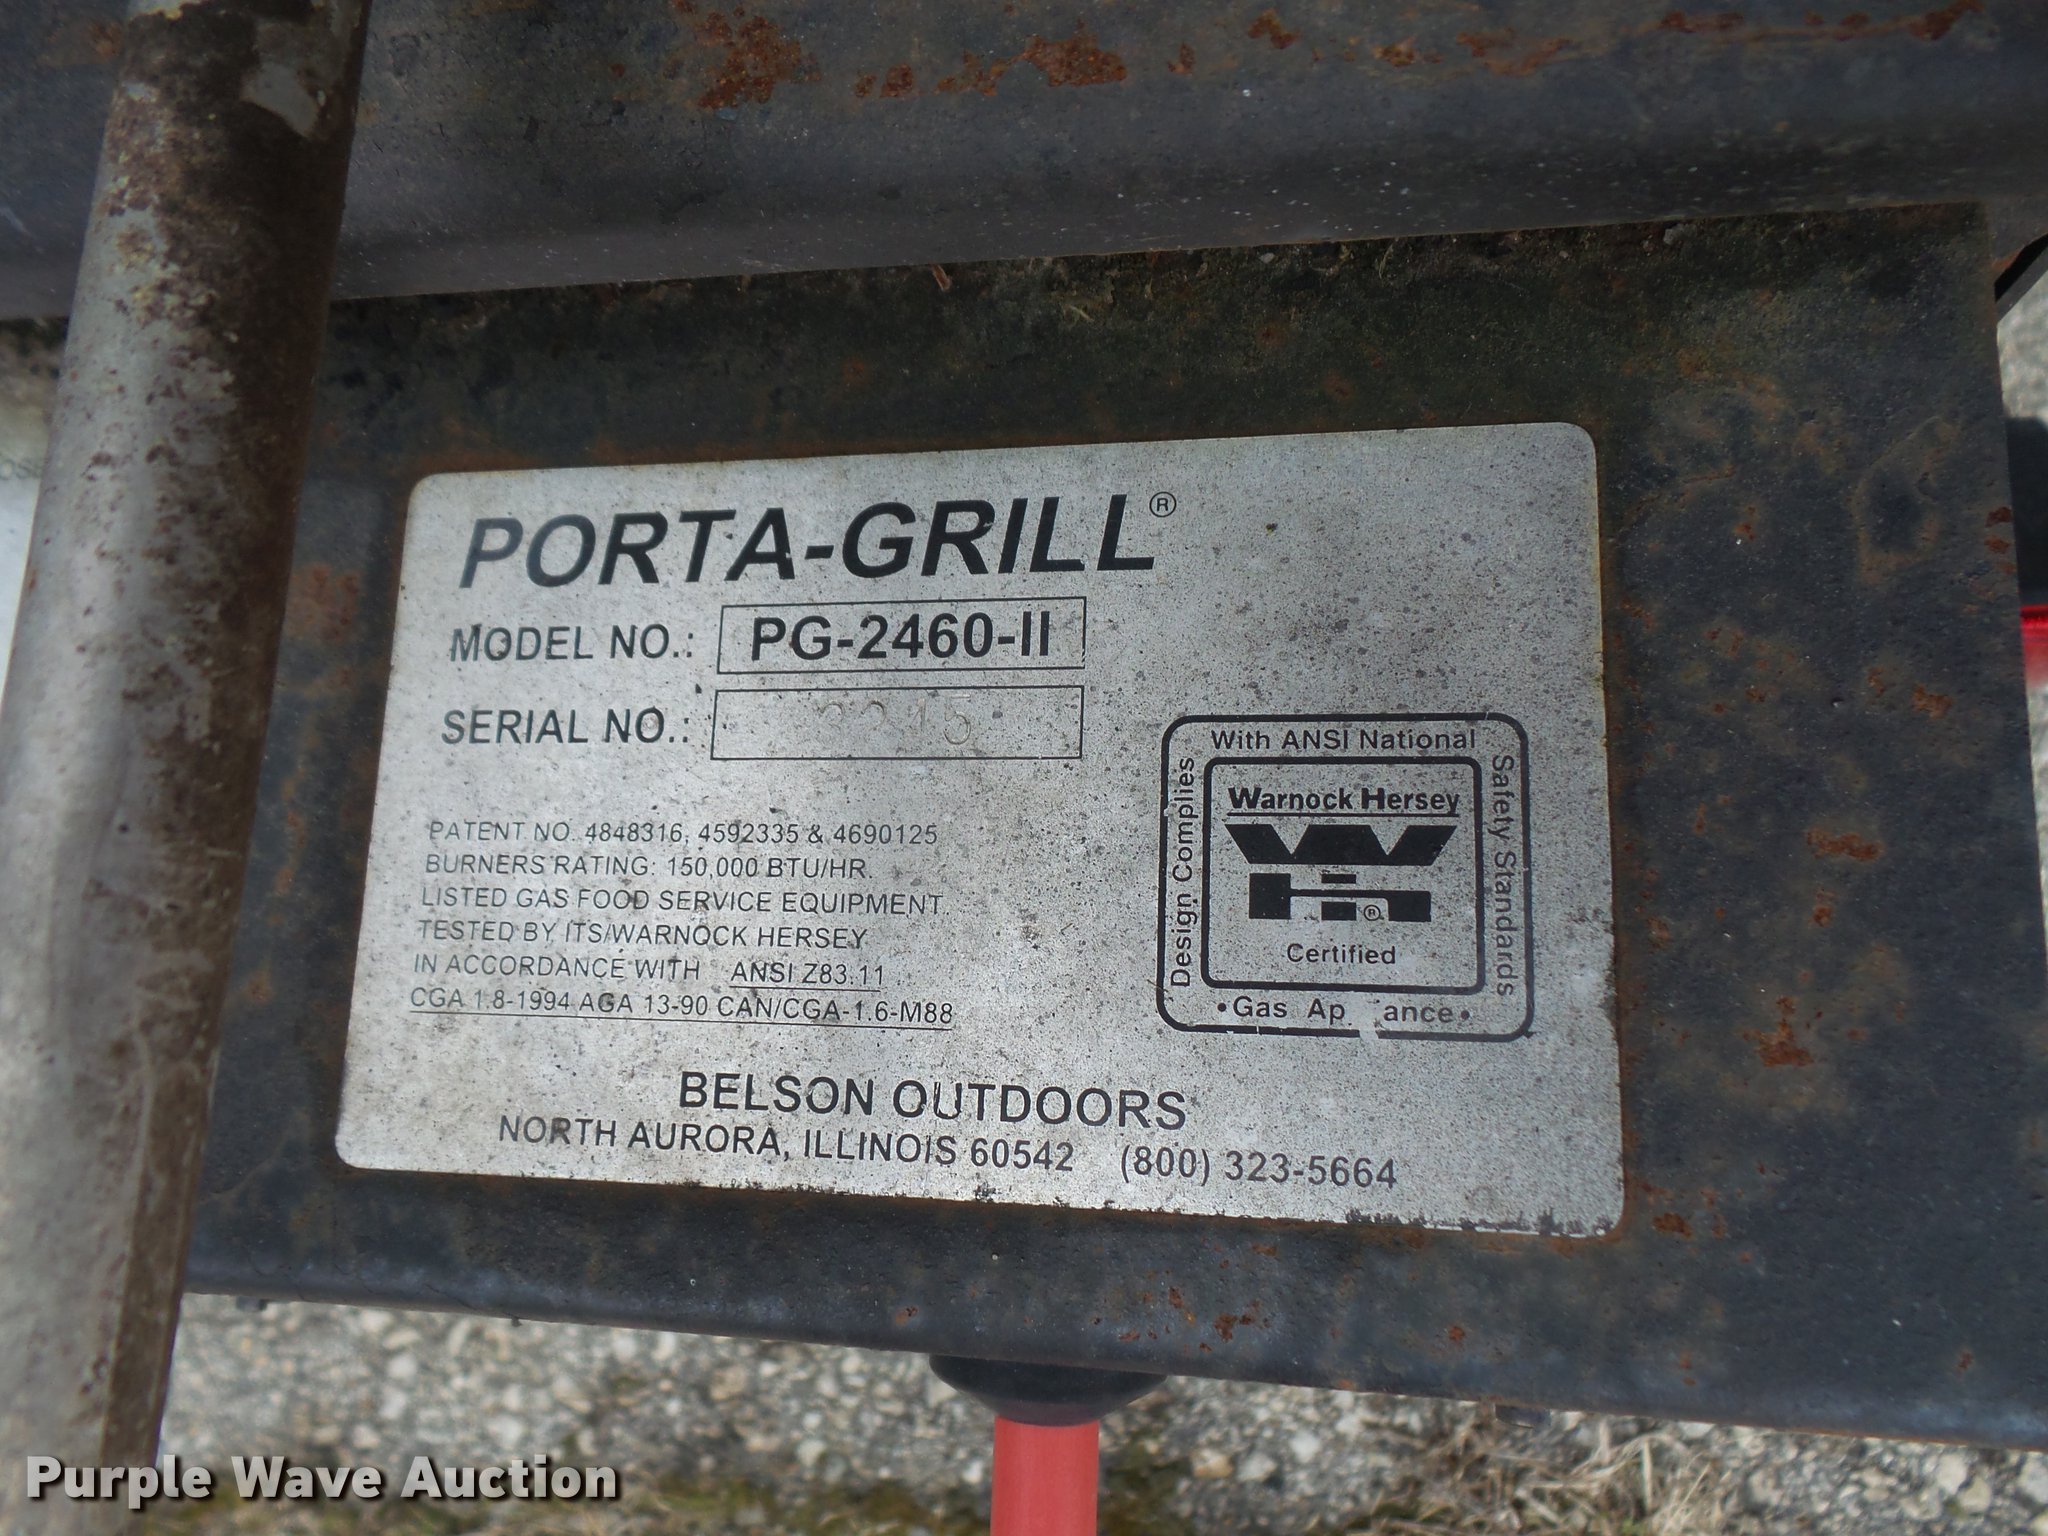 PORTA-GRILL®
MODEL NO.: PG-2460-II
SERIAL NO.:
PATENT NO. 4848316, 4592335 & 4690125
BURNERS RATING: 150,000 BTU/HR.
LISTED GAS FOOD SERVICE EQUIPMENT.
TESTED BY ITS/WARNOCK HERSEY
IN ACCORDANCE WITH ANSI Z83.11
CGA 1.8-1994 AGA 13-90 CAN/CGA-1.6-M88
With ANSI National
Design Complies
Safety Standards
Warnock Hersey
®
Certified
• Gas Ap ance •
BELSON OUTDOORS
NORTH AURORA, ILLINOIS 60542 (800) 323-5664
Purple Wave Auction